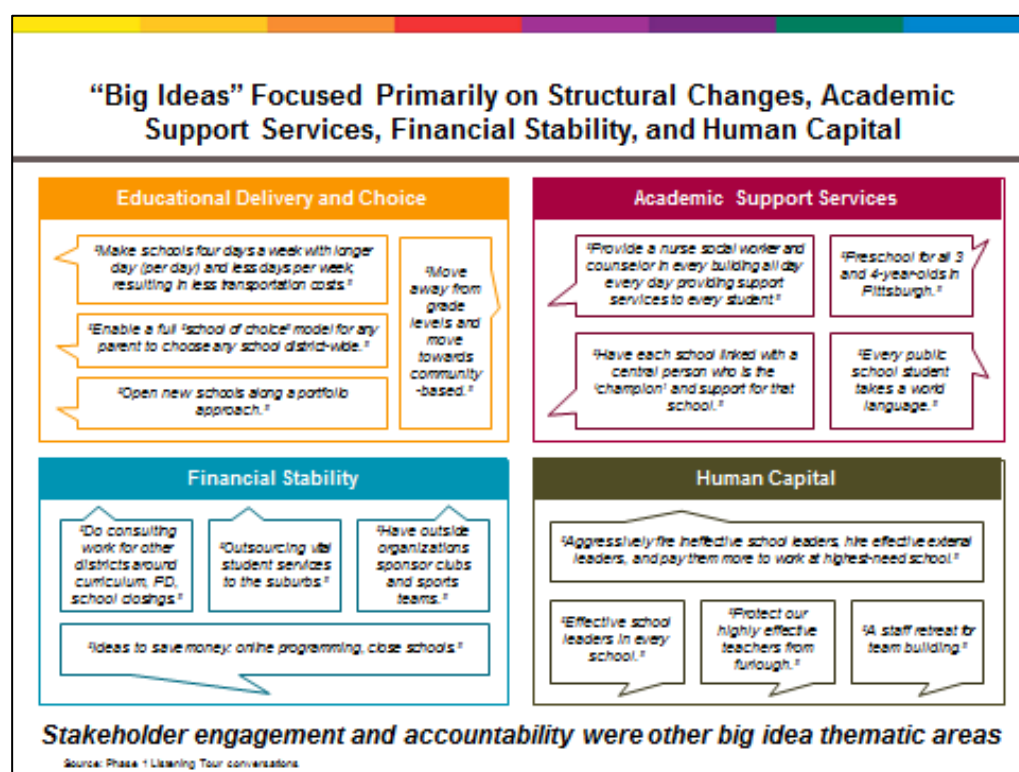 “Big Ideas” Focused Primarily on Structural Changes, Academic
Support Services, Financial Stability, and Human Capital
Educational Delivery and Choice
“Make schools four days a week with longer
day (per day) and less days per week,
resulting in less transportation costs.”
“Enable a full “school of choice” model for any
parent to choose any school district-wide.”
“Open new schools along a portfolio
approach.”
“Move
away from
grade
levels and
move
towards
community
-based.”
Academic Support Services
“Provide a nurse social worker and
counselor in every building all day
every day providing support
services to every student”
“Preschool for all 3
and 4-year-olds in
Pittsburgh.”
“Have each school linked with a
central person who is the
‘champion’ and support for that
school.”
“Every public
school student
takes a world
language.”
Financial Stability
“Do consulting
work for other
districts around
curriculum, PD,
school closings.”
“Outsourcing vital
student services
to the suburbs.”
“Have outside
organizations
sponsor clubs
and sports
teams.”
“Ideas to save money: online programming, close schools.”
Human Capital
“Aggressively fire ineffective school leaders, hire effective external
leaders, and pay them more to work at highest-need school.”
“Effective school
leaders in every
school.”
“Protect our
highly effective
teachers from
furlough.”
“A staff retreat for
team building.”
Stakeholder engagement and accountability were other big idea thematic areas
Source: Phase 1 Listening Tour conversations